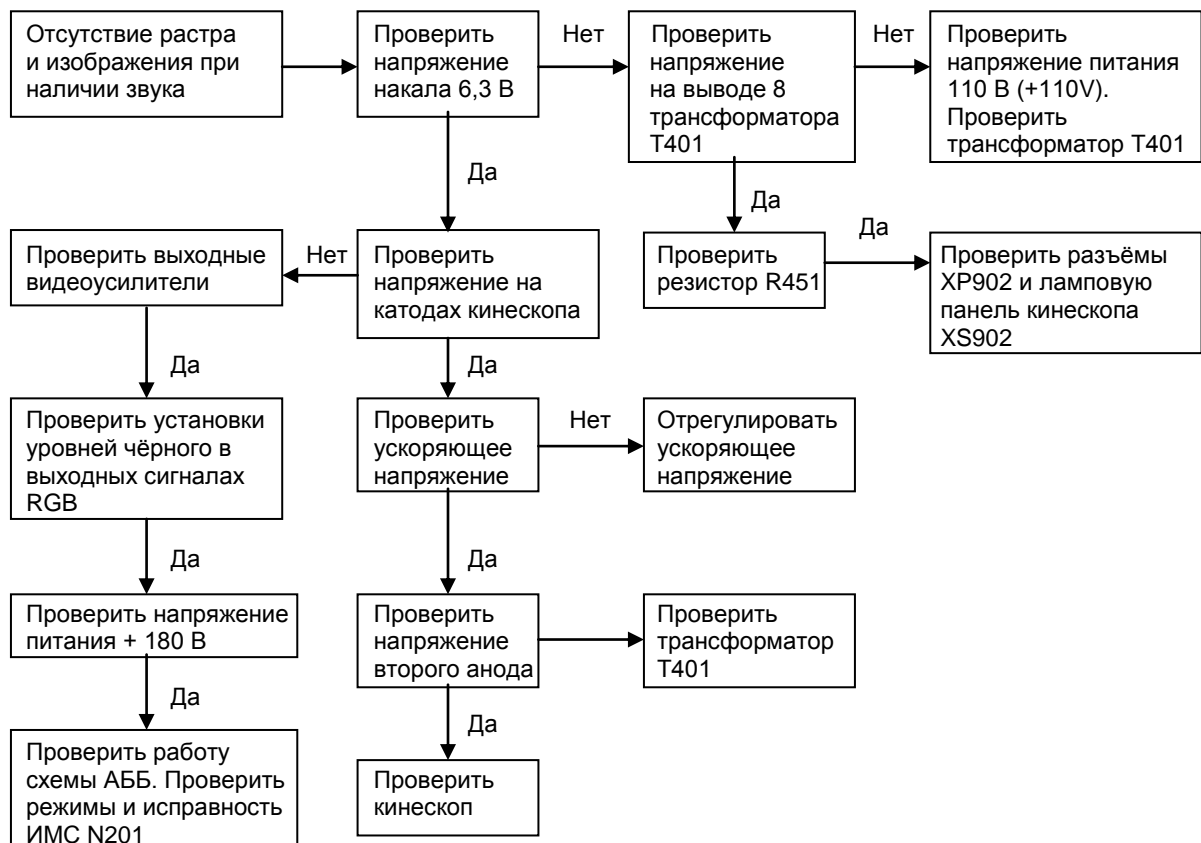 Отсутствие растра
и изображения при
наличии звука
Проверить
напряжение
накала 6,3 В
Нет
Проверить
напряжение
на выводе 8
трансформатора
Т401
Нет
Проверить
напряжение питания
110 В (+110V).
Проверить
трансформатор Т401
Да
Да
Проверить выходные
видеоусилители
Нет
Проверить
напряжение на
катодах кинескопа
Проверить
резистор R451
Да
Проверить разъёмы
ХР902 и ламповую
панель кинескопа
XS902
Да
Да
Проверить установки
уровней чёрного в
выходных сигналах
RGB
Проверить
ускоряющее
напряжение
Нет
Отрегулировать
ускоряющее
напряжение
Да
Да
Проверить напряжение
питания + 180 В
Проверить
напряжение
второго анода
Проверить
трансформатор
Т401
Да
Да
Проверить работу
схемы АББ. Проверить
режимы и исправность
ИМС N201
Проверить
кинескоп